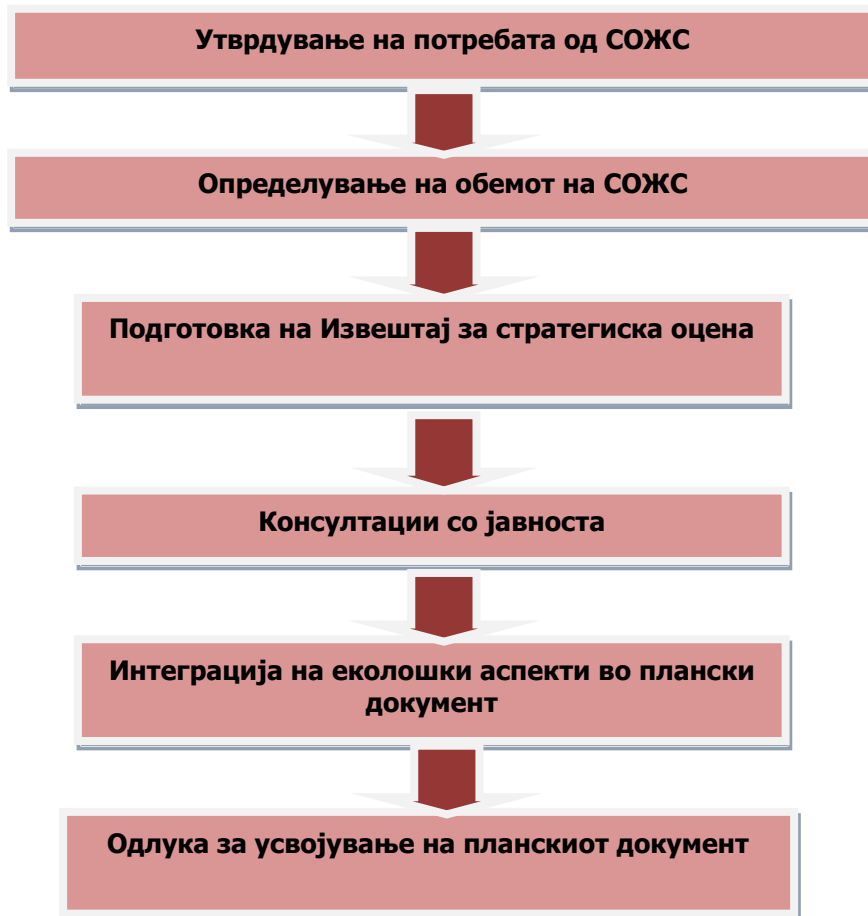 Утврдување на потребата од СОЖС
Определување на обемот на СОЖС
Подготовка на Извештај за стратегиска оцена
Консултации со јавноста
Интеграција на еколошки аспекти во плански
документ
Одлука за усвојување на планскиот документ